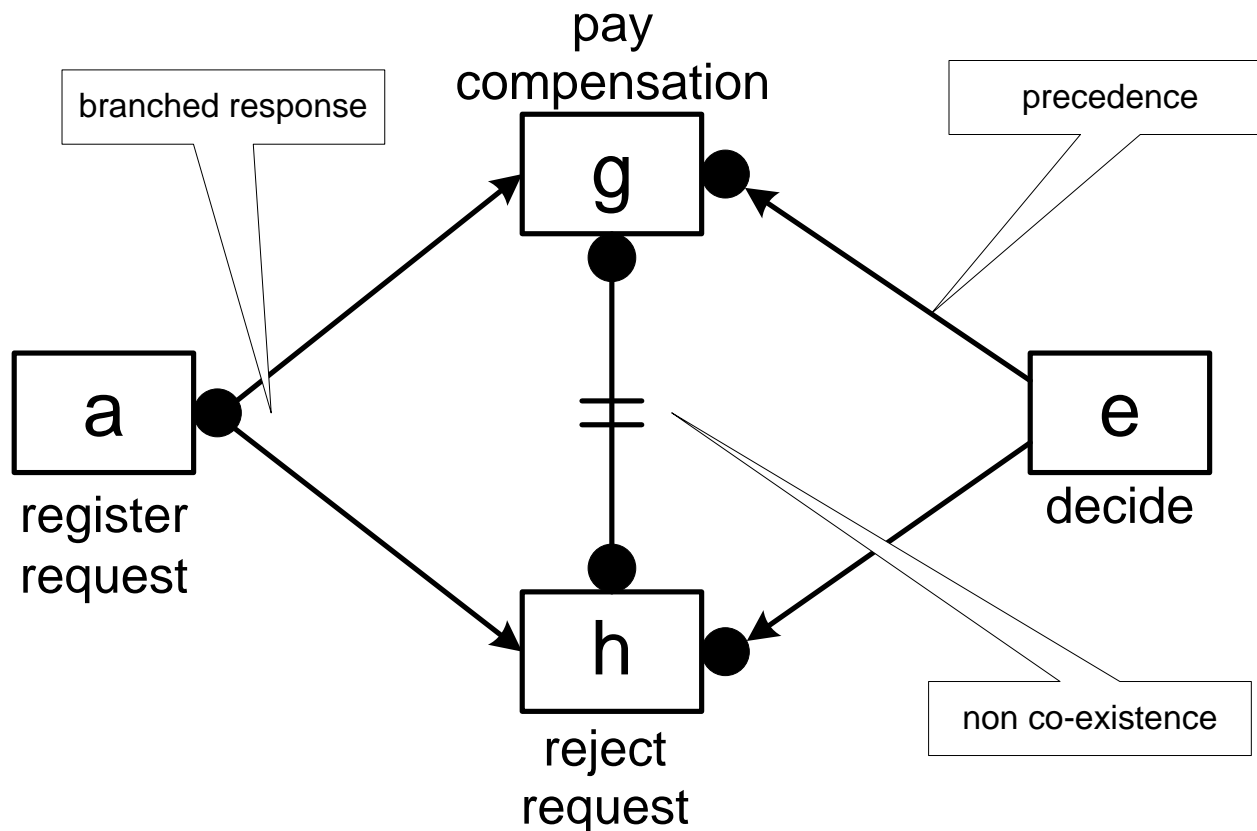 pay
compensation
branched response
precedence
g
a
e
register
request
decide
h
non co-existence
reject
request